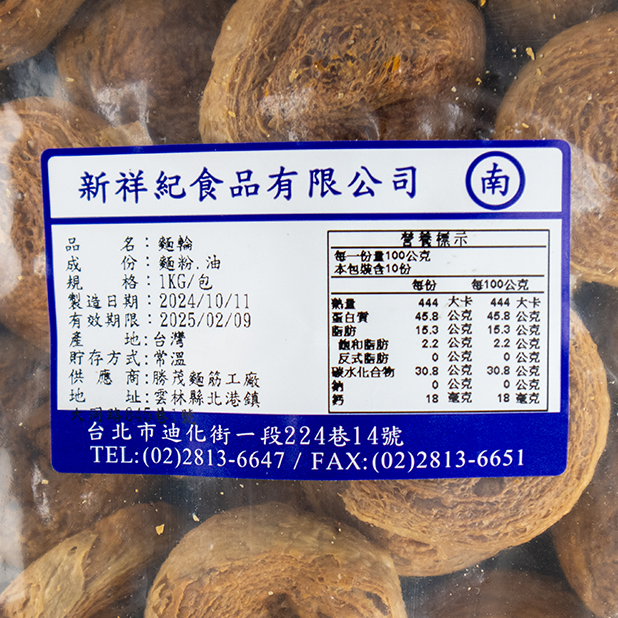 新祥紀食品有限公司 南
品名：麵輪
成份：麵粉.油
規格：1KG/包
製造日期：2024/10/11
有效期限：2025/02/09
產地：台灣
貯存方式：常溫
供應商：勝茂麵筋工廠
地址：雲林縣北港鎮
營養標示
每一份量100公克
本包裝含10份
每份 每100公克
熱量 444 大卡 444 大卡
蛋白質 45.8 公克 45.8 公克
脂肪 15.3 公克 15.3 公克
飽和脂肪 2.2 公克 2.2 公克
反式脂肪 0 公克 0 公克
碳水化合物 30.8 公克 30.8 公克
鈉 0 公克 0 公克
鈣 18 毫克 18 毫克
台北市迪化街一段224巷14號
TEL:(02)2813-6647 / FAX:(02)2813-6651